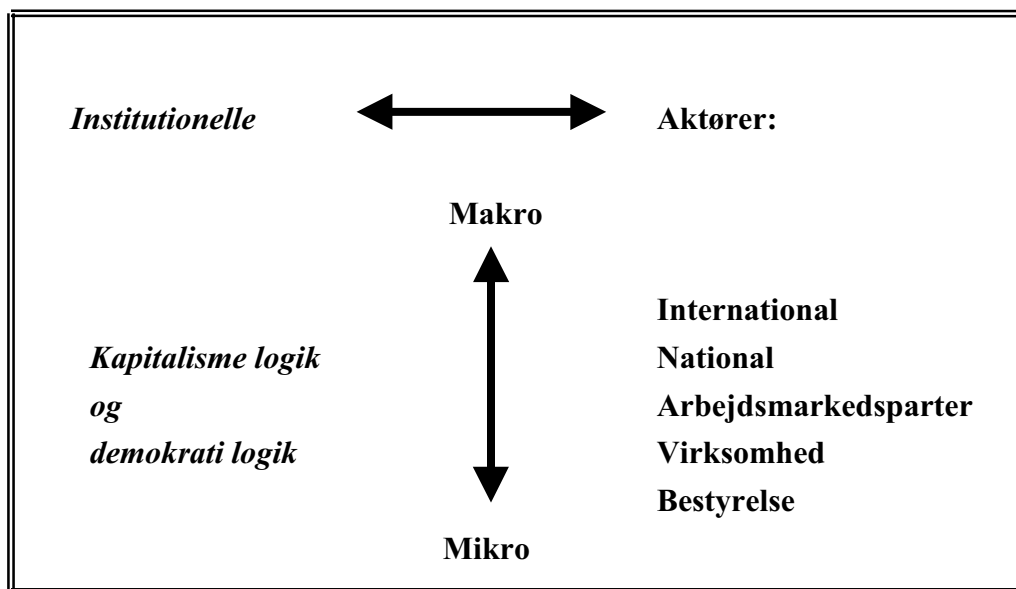 Institutionelle
Aktører:
Makro
Kapitalisme logik
og
demokrati logik
International
National
Arbejdsmarkedsparter
Virksomhed
Bestyrelse
Mikro